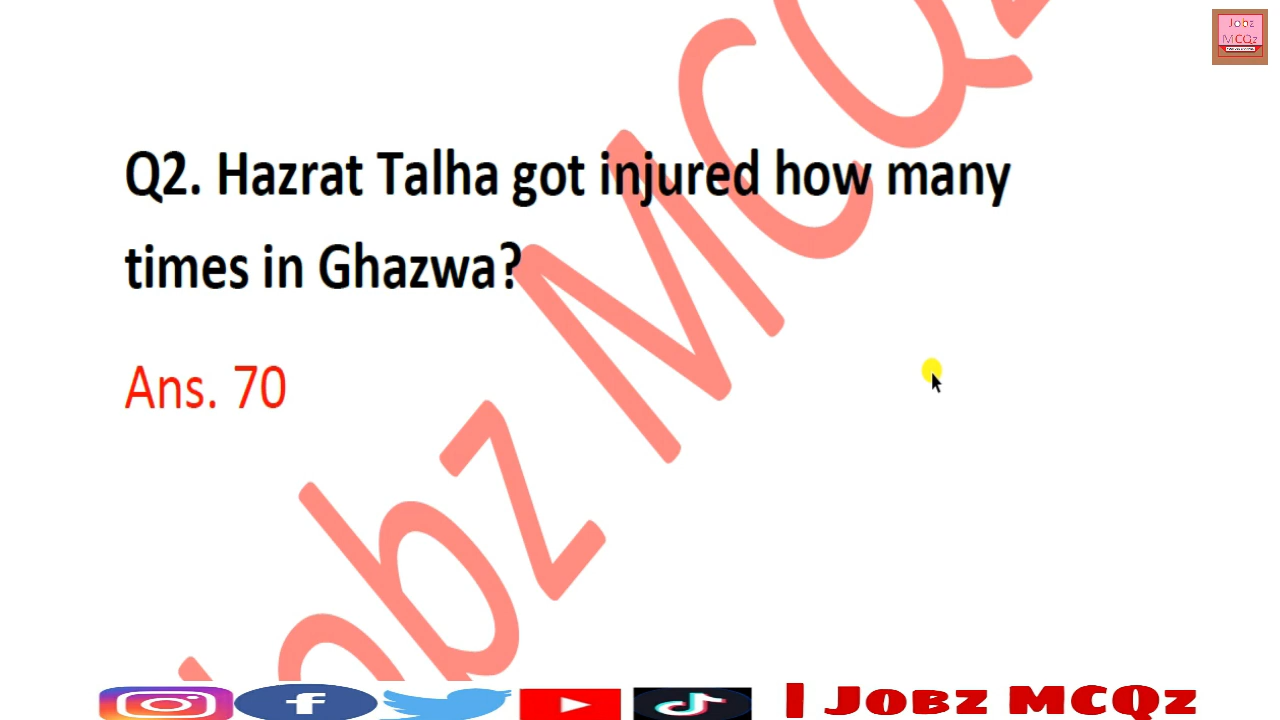 Jobz
MCQz
Q2. Hazrat Talha got injured how many
times in Ghazwa?
Ans. 70
Jobz MCQz
| Jobz MCQz